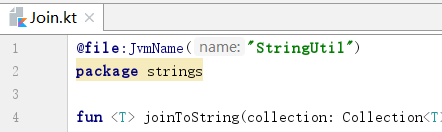 Join.kt ×
1 @file:JvmName( name: "StringUtil")
2 package strings
3
4 fun <T> joinToString(collection: Collection<T